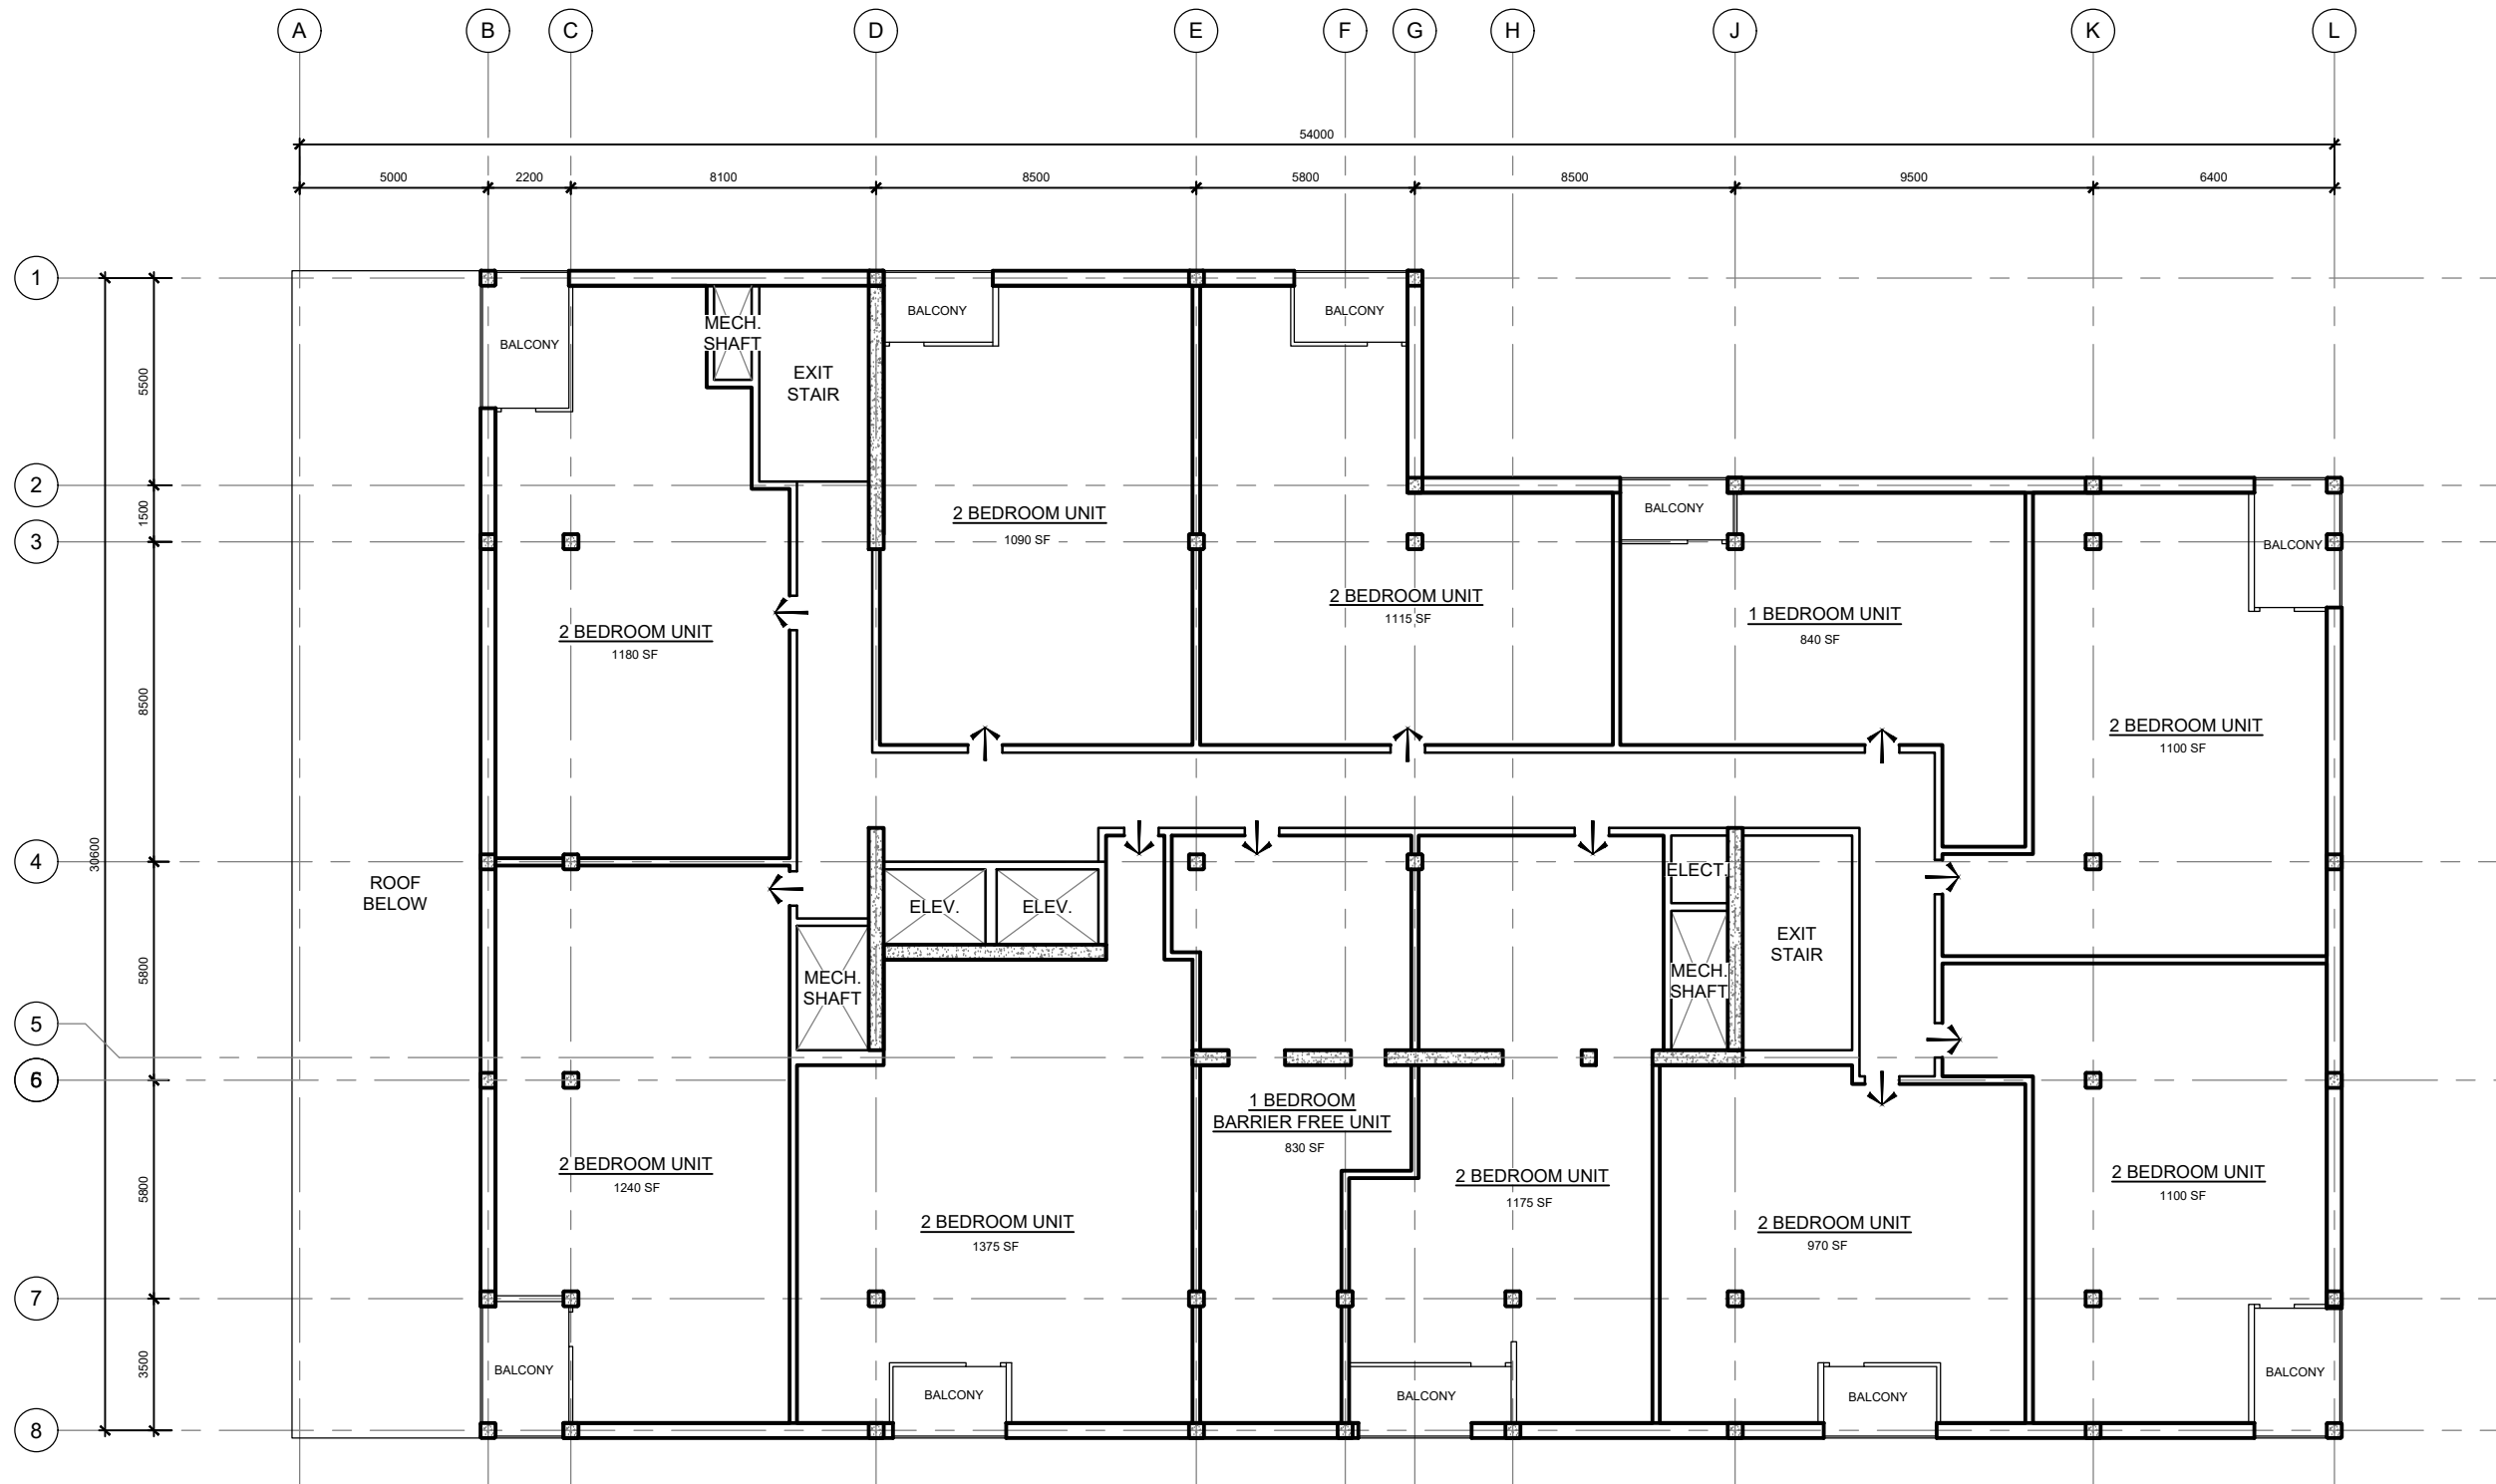 A
B
C
D
E
F
G
H
J
K
L
54000
5000
2200
8100
8500
5800
8500
9500
6400
1
2
3
4
5
6
7
8
30600
5500
1500
8500
5800
5800
3500
BALCONY
MECH.
SHAFT
EXIT
STAIR
BALCONY
BALCONY
2 BEDROOM UNIT
1180 SF
2 BEDROOM UNIT
1090 SF
2 BEDROOM UNIT
1115 SF
BALCONY
1 BEDROOM UNIT
840 SF
BALCONY
2 BEDROOM UNIT
1100 SF
ROOF
BELOW
ELEV.
ELEV.
MECH.
SHAFT
ELECT.
MECH.
SHAFT
EXIT
STAIR
2 BEDROOM UNIT
1240 SF
2 BEDROOM UNIT
1375 SF
1 BEDROOM
BARRIER FREE UNIT
830 SF
2 BEDROOM UNIT
1175 SF
2 BEDROOM UNIT
970 SF
2 BEDROOM UNIT
1100 SF
BALCONY
BALCONY
BALCONY
BALCONY
BALCONY